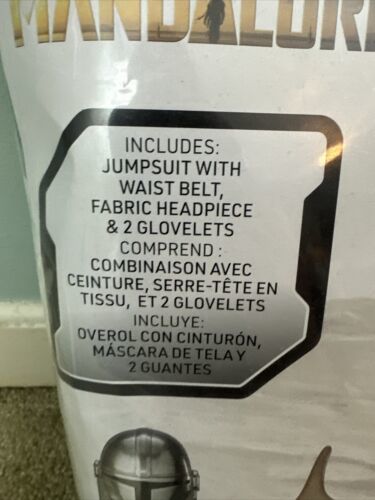 MANDALOR
INCLUDES:
JUMPSUIT WITH
WAIST BELT,
FABRIC HEADPIECE
& 2 GLOVELETS
COMPREND :
COMBINAISON AVEC
CEINTURE, SERRE-TÊTE EN
TISSU, ET 2 GLOVELETS
INCLUYE:
OVEROL CON CINTURÓN,
MÁSCARA DE TELA Y
2 GUANTES